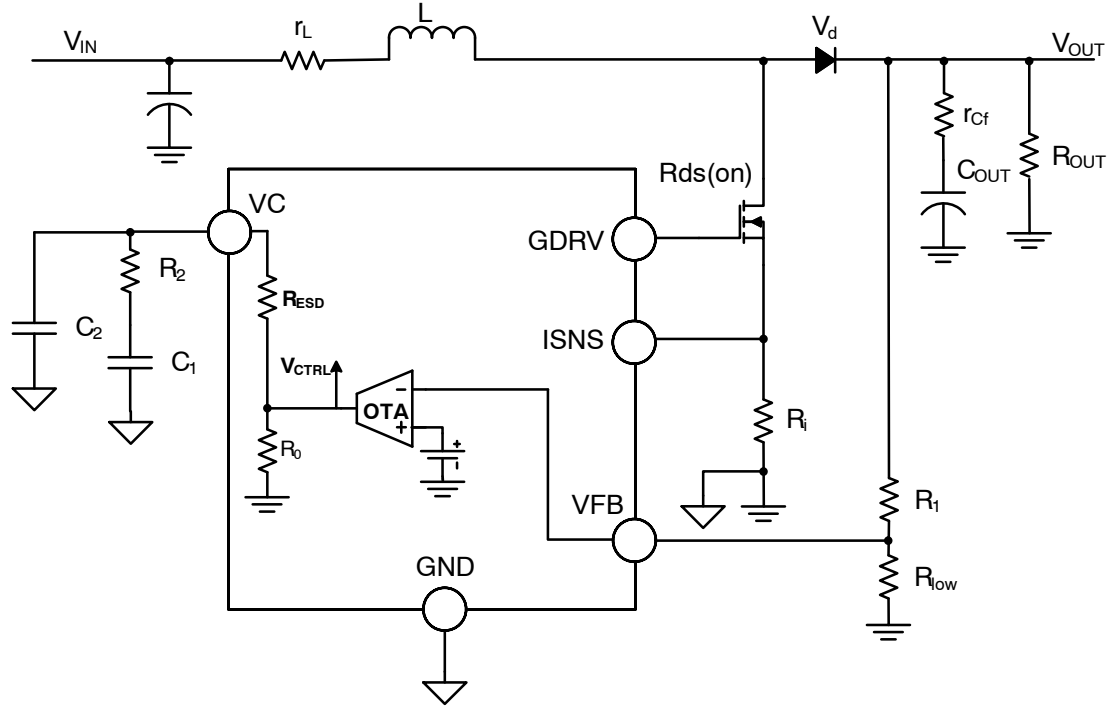 V_IN
r_L
L
V_d
V_OUT
r_Cf
C_OUT
R_OUT
Rds(on)
VC
GDRV
R_2
R_ESD
C_2
C_1
ISNS
V_CTRL
OTA
−
+
+
-
R_0
R_i
VFB
R_1
GND
R_low